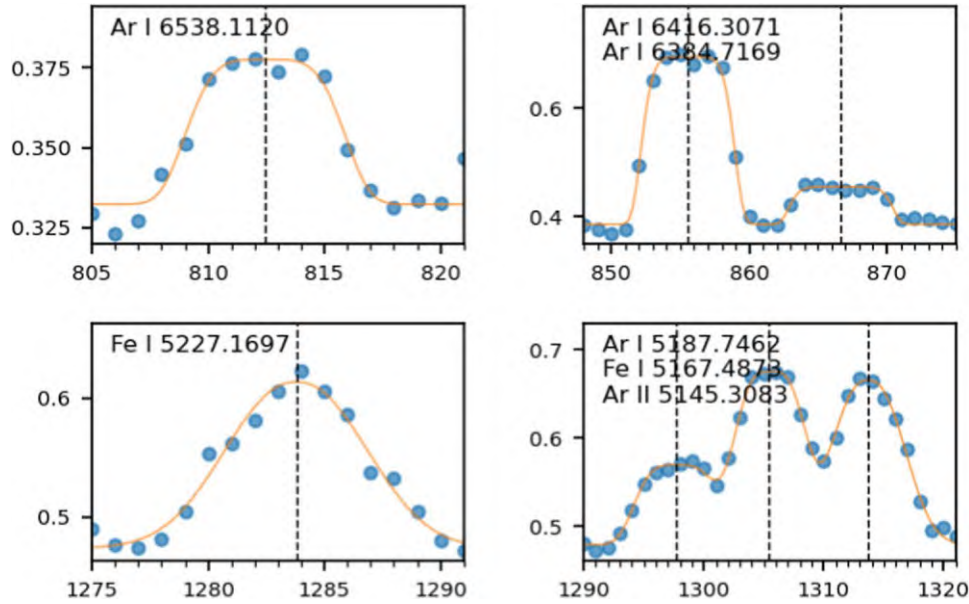 Ar I 6538.1120
0.375
0.350
0.325
805 810 815 820
Ar I 6416.3071
Ar I 6384.7169
0.6
0.4
850 860 870
Fe I 5227.1697
0.6
0.5
1275 1280 1285 1290
Ar I 5187.7462
Fe I 5167.4873
Ar II 5145.3083
0.7
0.6
0.5
1290 1300 1310 1320